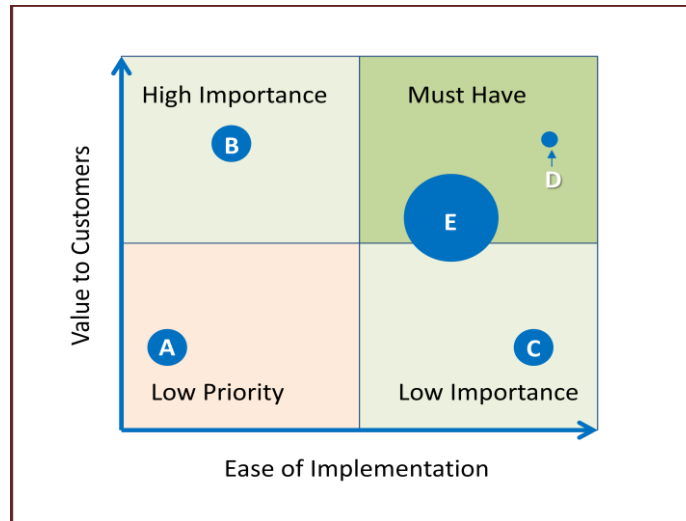 High Importance
Must Have
B
D
E
A
C
Low Priority
Low Importance
Value to Customers
Ease of Implementation